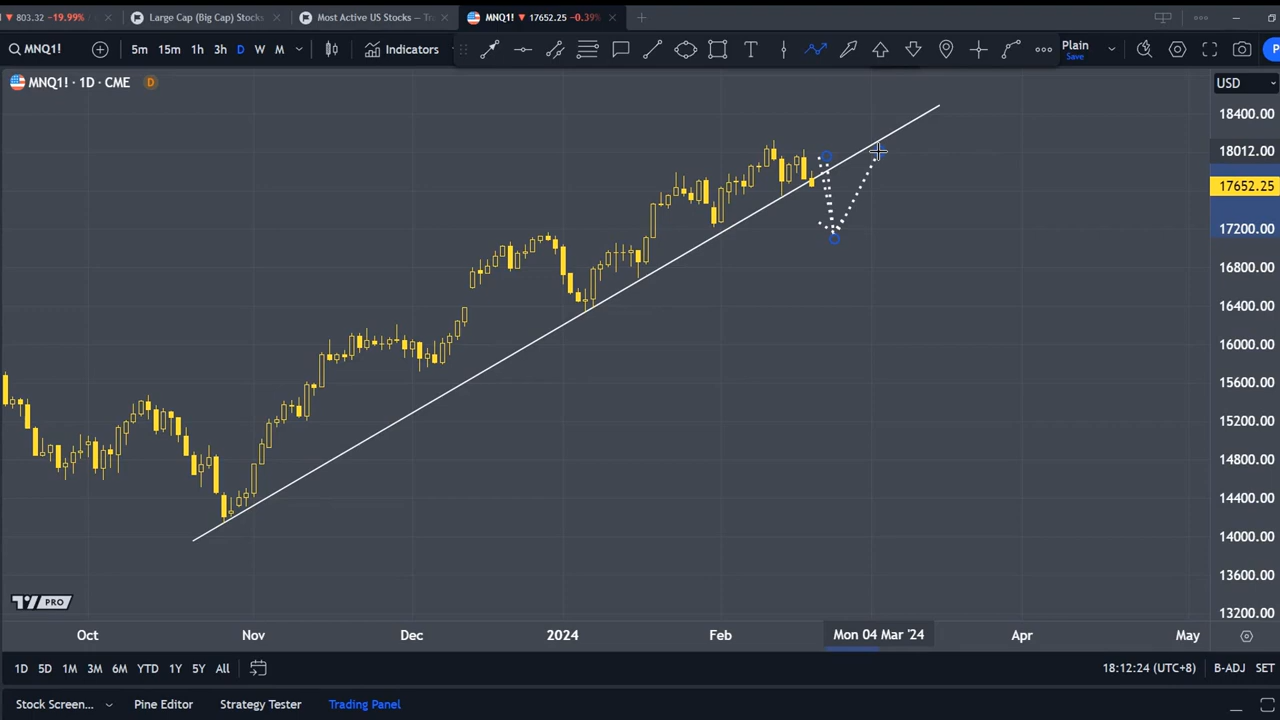 803.32 -19.99%
Large Cap (Big Cap) Stocks
Most Active US Stocks — Tra
MNQ1! 17652.25 -0.39%
MNQ1!
5m 15m 1h 3h D W M
Indicators
T
Plain
Save
MNQ1! · 1D · CME D
USD
18400.00
18012.00
17652.25
17200.00
16800.00
16400.00
16000.00
15600.00
15200.00
14800.00
14400.00
14000.00
13600.00
13200.00
PRO
Oct Nov Dec 2024 Feb Mon 04 Mar '24 Apr May
1D 5D 1M 3M 6M YTD 1Y 5Y All
18:12:24 (UTC+8) B-ADJ SET
Stock Screen... Pine Editor Strategy Tester Trading Panel